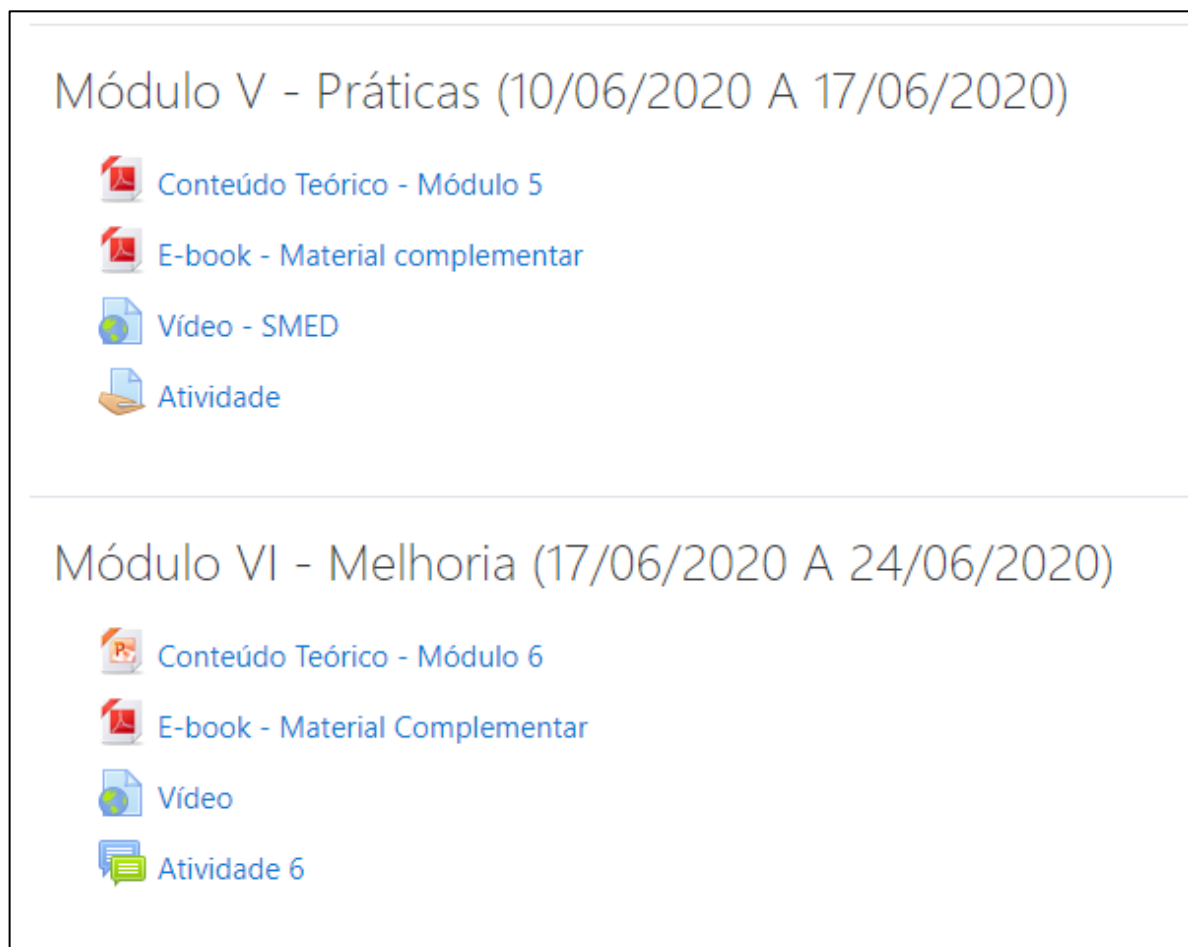 Módulo V - Práticas (10/06/2020 A 17/06/2020)
Conteúdo Teórico - Módulo 5
E-book - Material complementar
Vídeo - SMED
Atividade
Módulo VI - Melhoria (17/06/2020 A 24/06/2020)
Conteúdo Teórico - Módulo 6
E-book - Material Complementar
Vídeo
Atividade 6